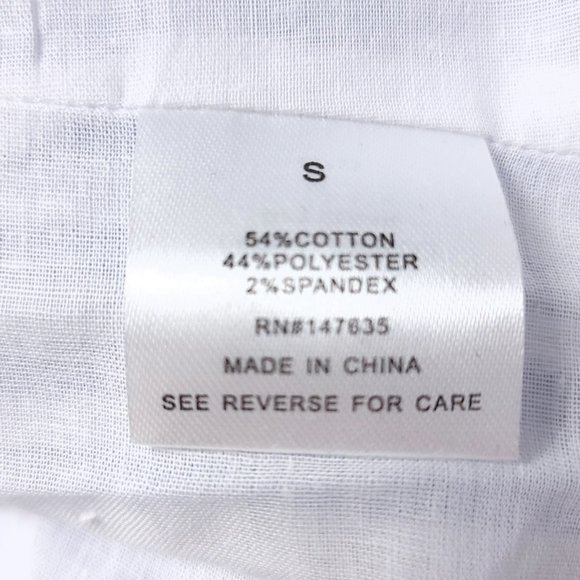 S
54%COTTON
44%POLYESTER
2%SPANDEX
RN#147635
MADE IN CHINA
SEE REVERSE FOR CARE